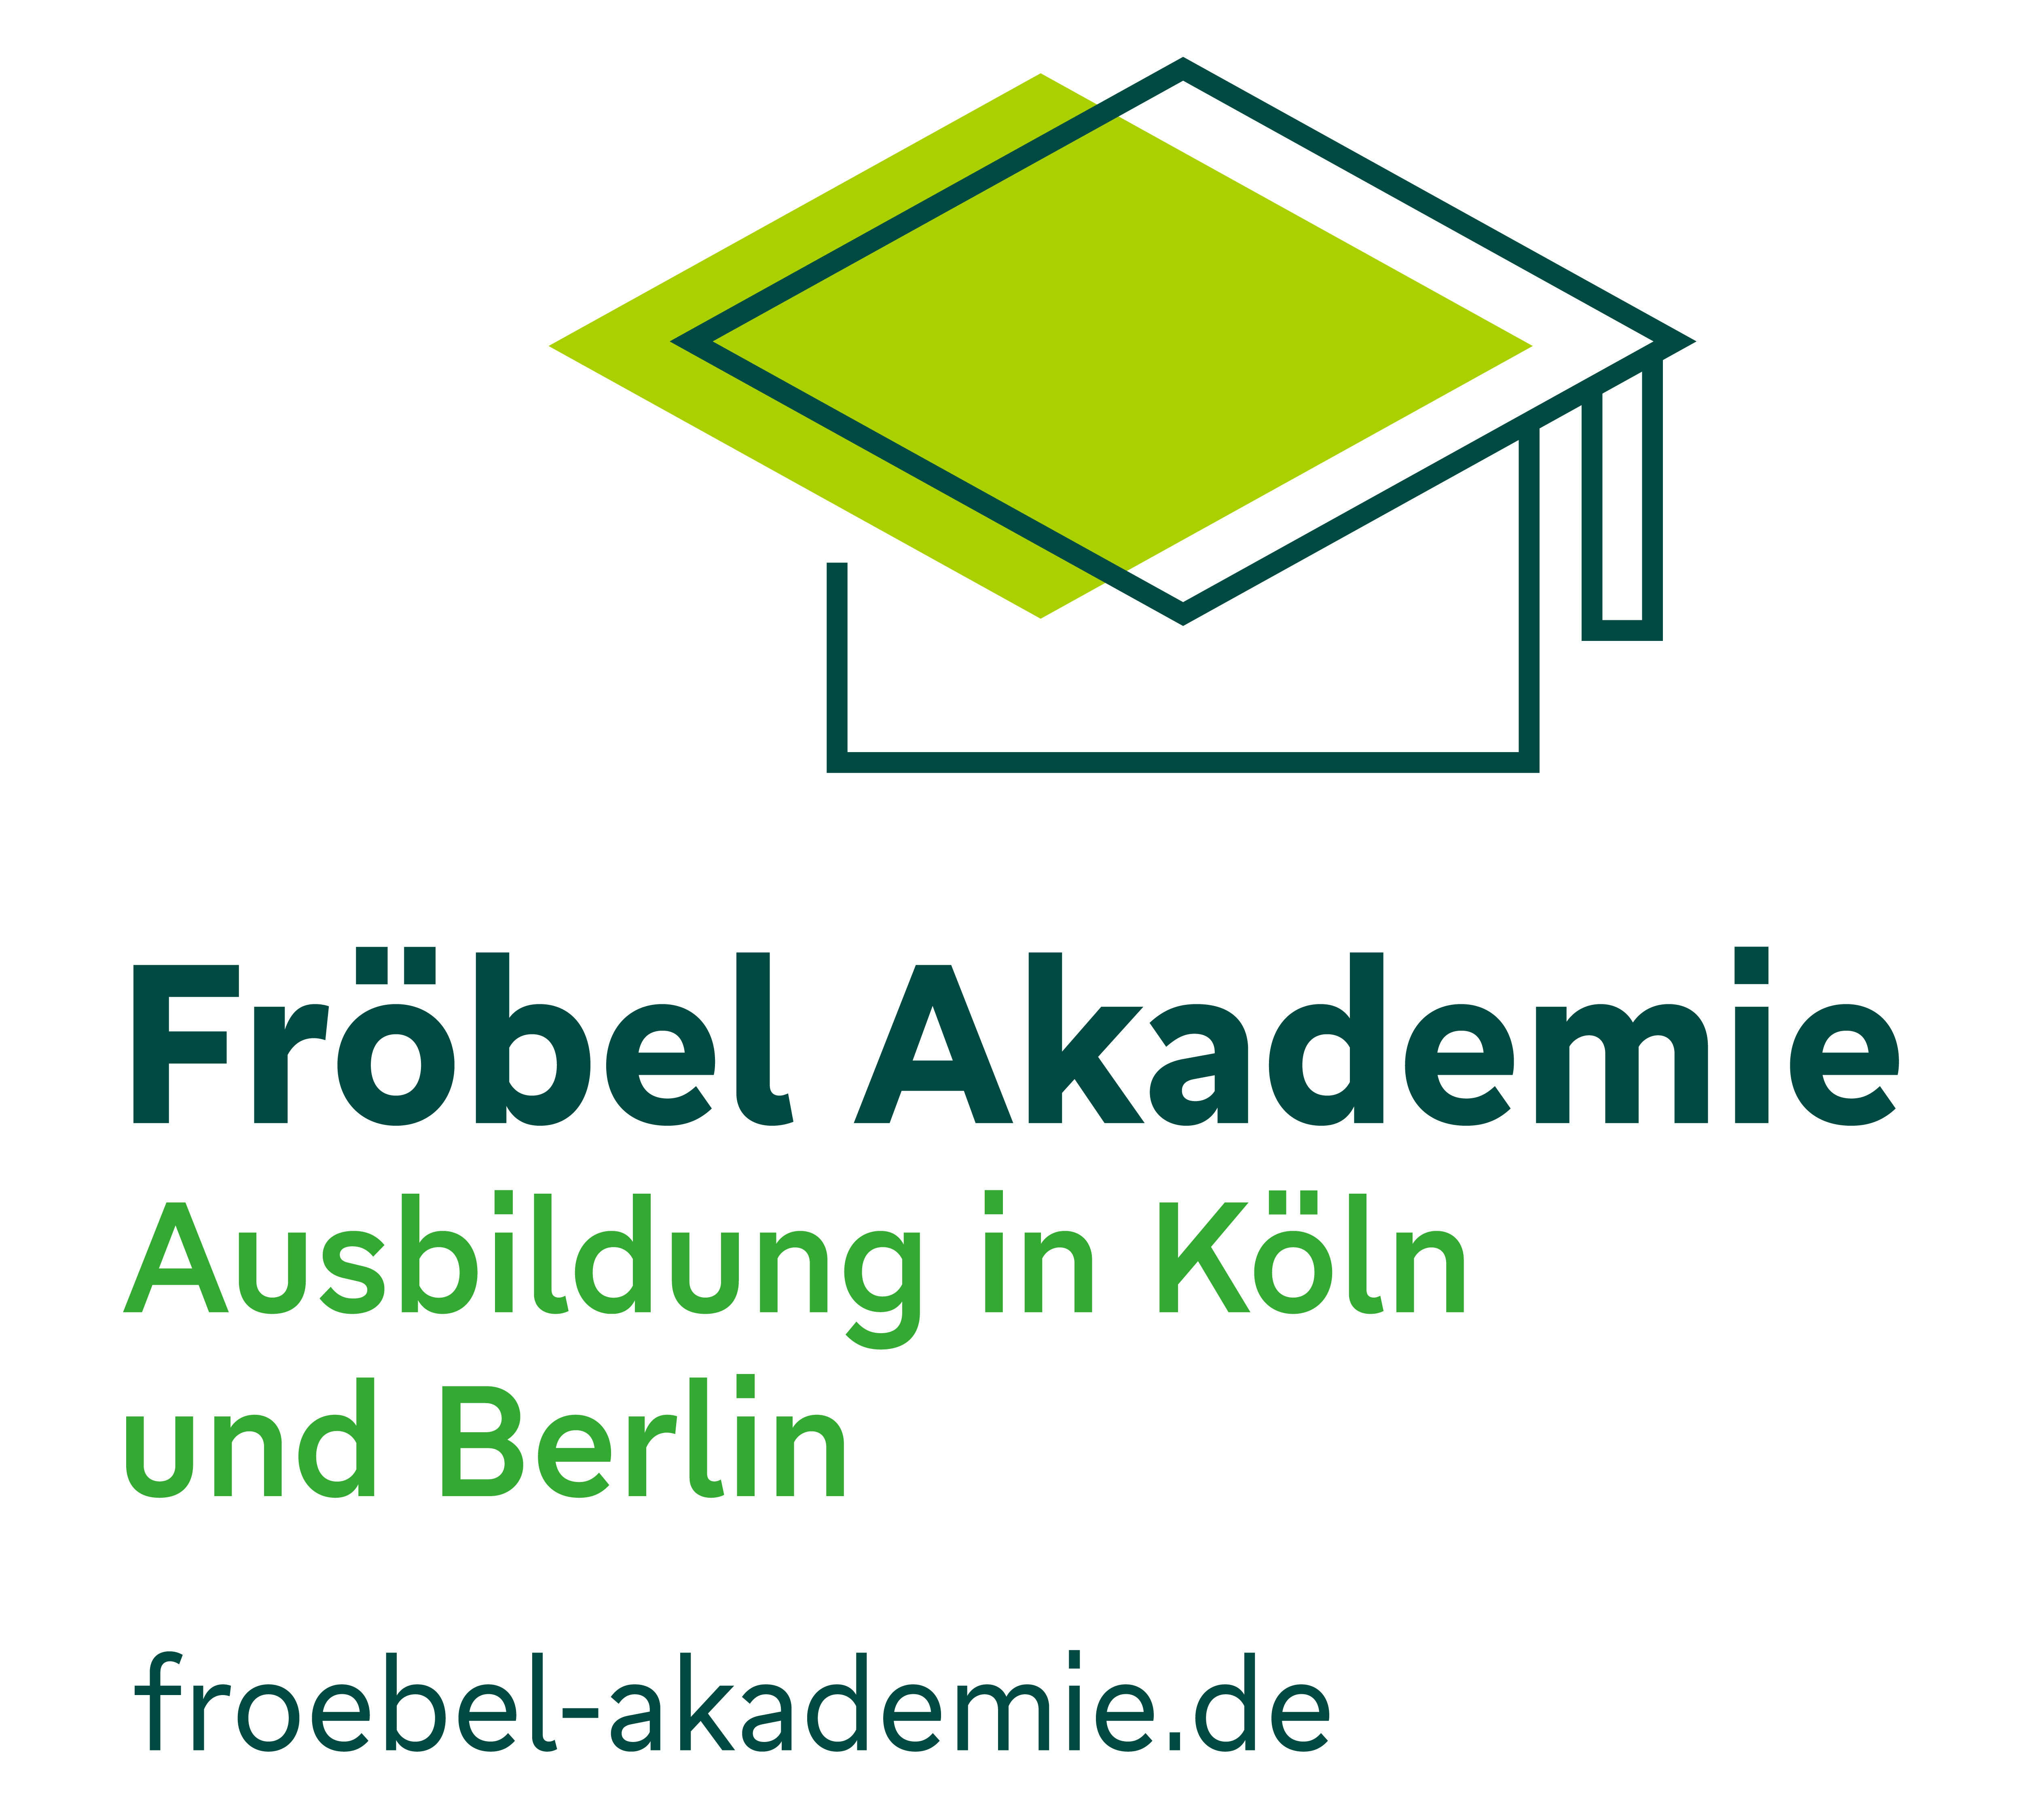 Fröbel Akademie
Ausbildung in Köln
und Berlin
froebel-akademie.de